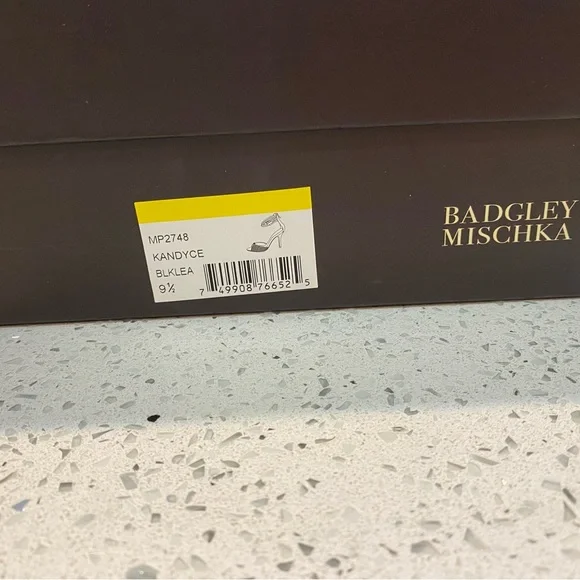 MP2748
KANDYCE
BLKLEA
9½
7 49908 76652 5
BADGLEY
MISCHKA